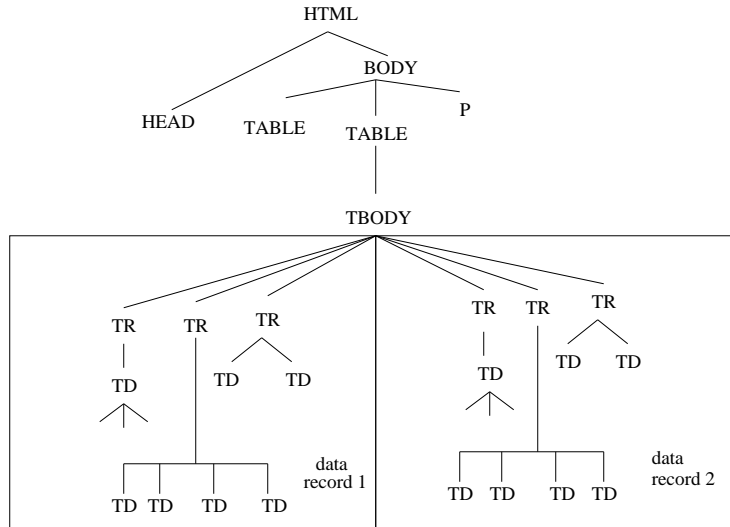 HTML
BODY
HEAD TABLE TABLE P
TBODY
TR TR TR TR TR TR
TD TD TD TD TD TD
data
record 1
data
record 2
TD TD TD TD TD TD TD TD